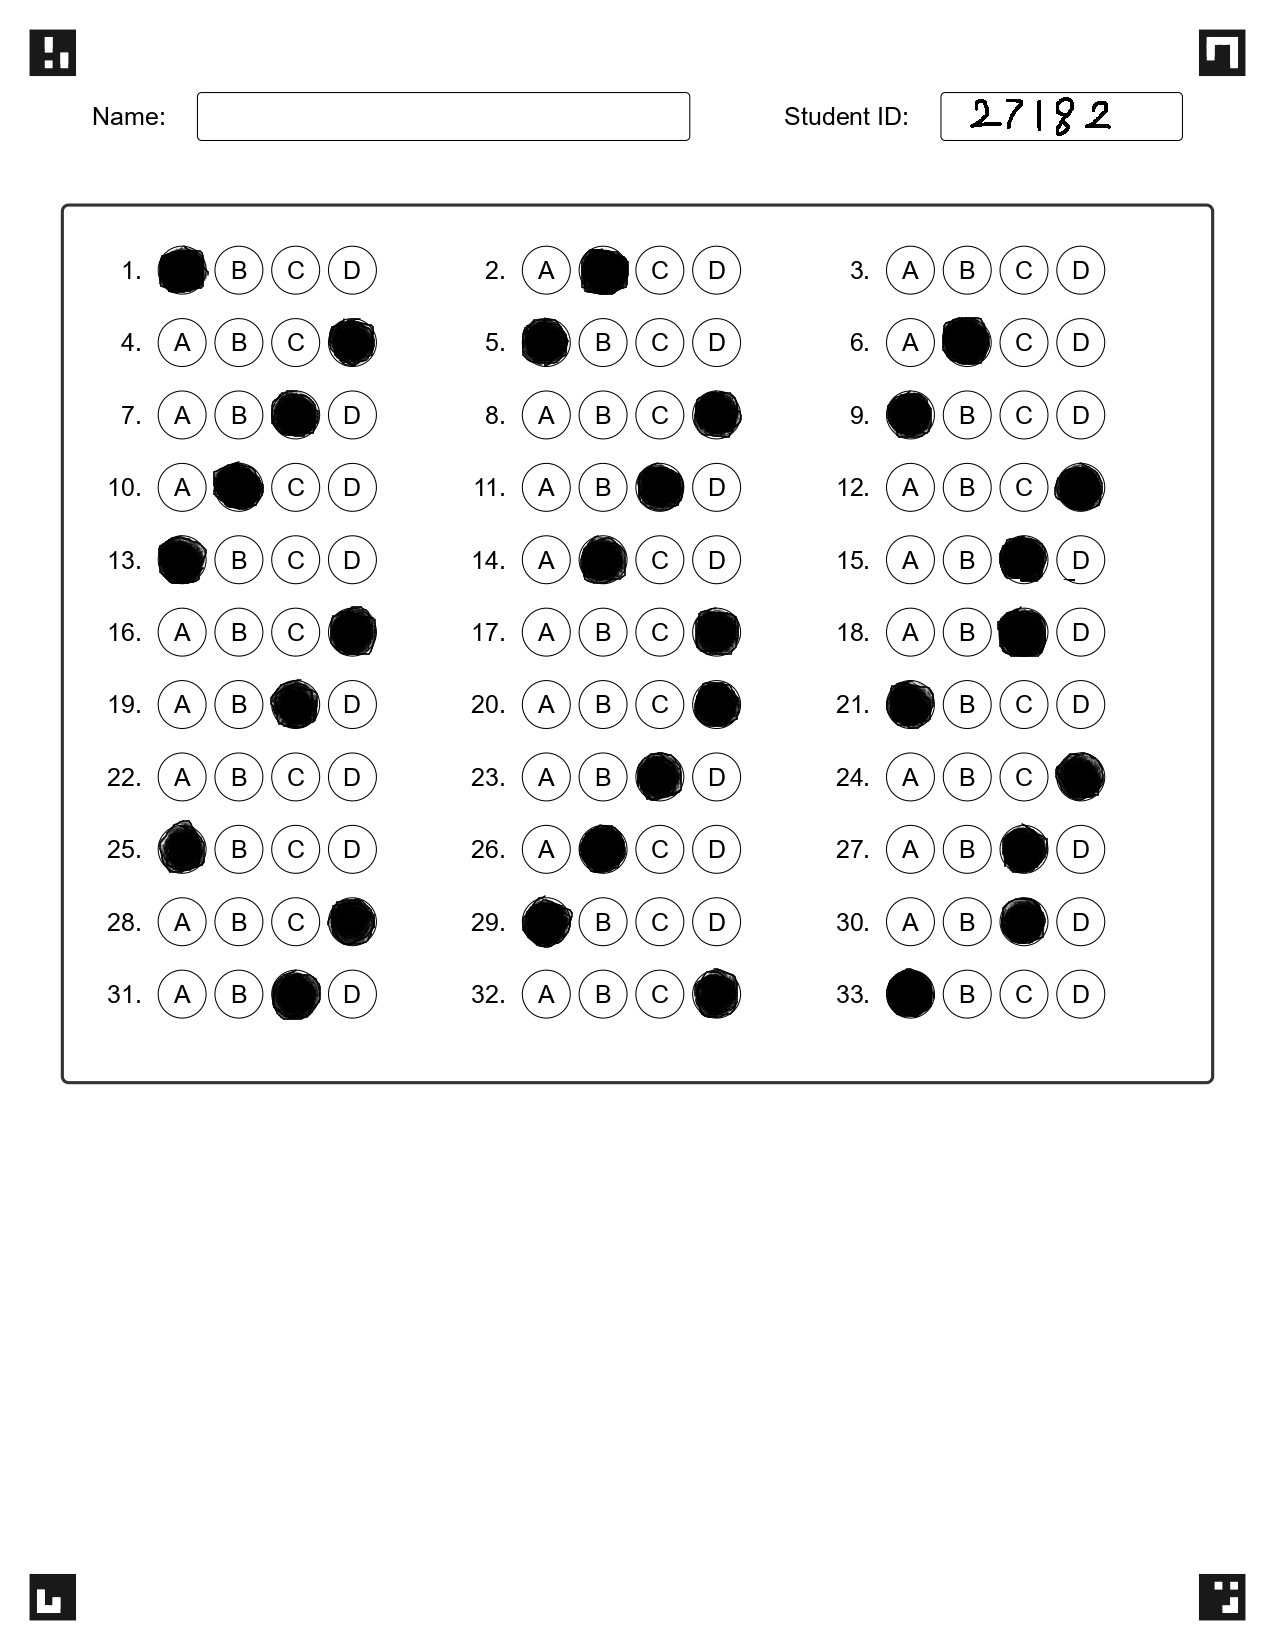 Name: Student ID: 27182
1. B C D 2. A C D 3. A B C D
4. A B C 5. B C D 6. A C D
7. A B D 8. A B C 9. B C D
10. A C D 11. A B D 12. A B C
13. B C D 14. A C D 15. A B D
16. A B C 17. A B C 18. A B D
19. A B D 20. A B C 21. B C D
22. A B C D 23. A B D 24. A B C
25. B C D 26. A C D 27. A B D
28. A B C 29. B C D 30. A B D
31. A B D 32. A B C 33. B C D